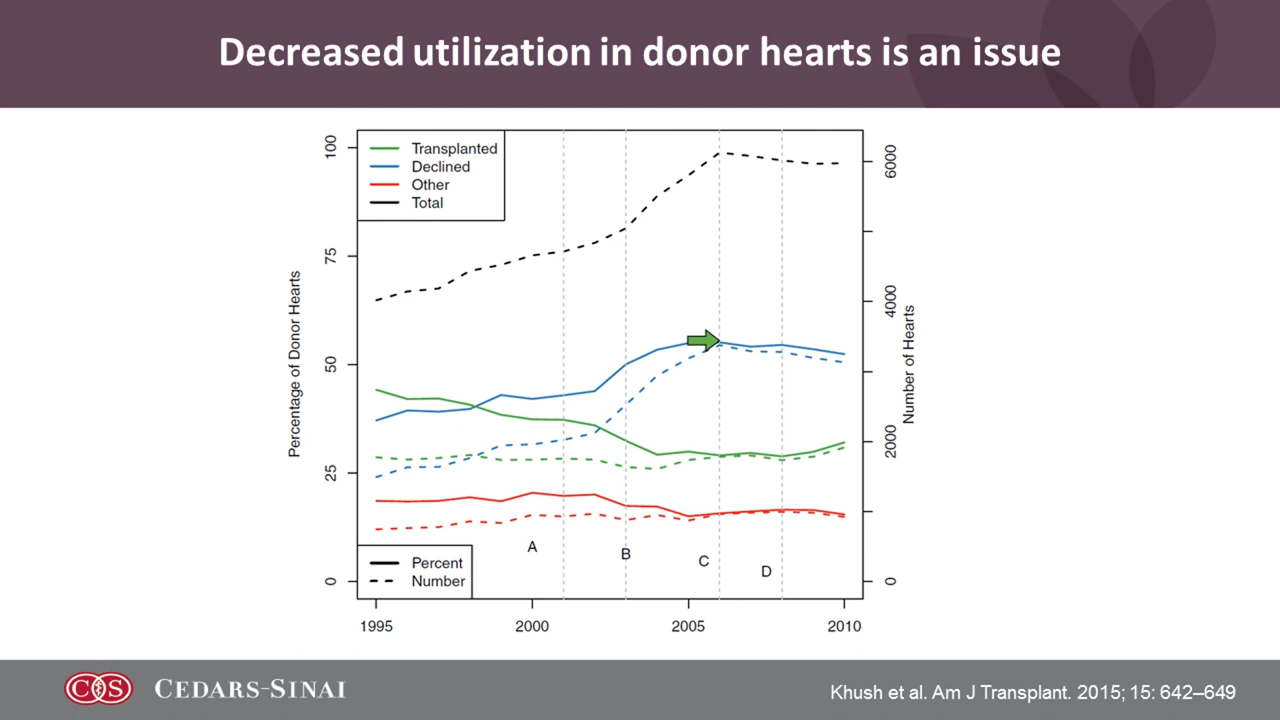 Decreased utilization in donor hearts is an issue
Transplanted
Declined
Other
Total
Percentage of Donor Hearts
100
75
50
25
0
Number of Hearts
6000
4000
2000
0
A
B
C
D
Percent
Number
1995
2000
2005
2010
CEDARS-SINAI
Khush et al. Am J Transplant. 2015; 15: 642–649